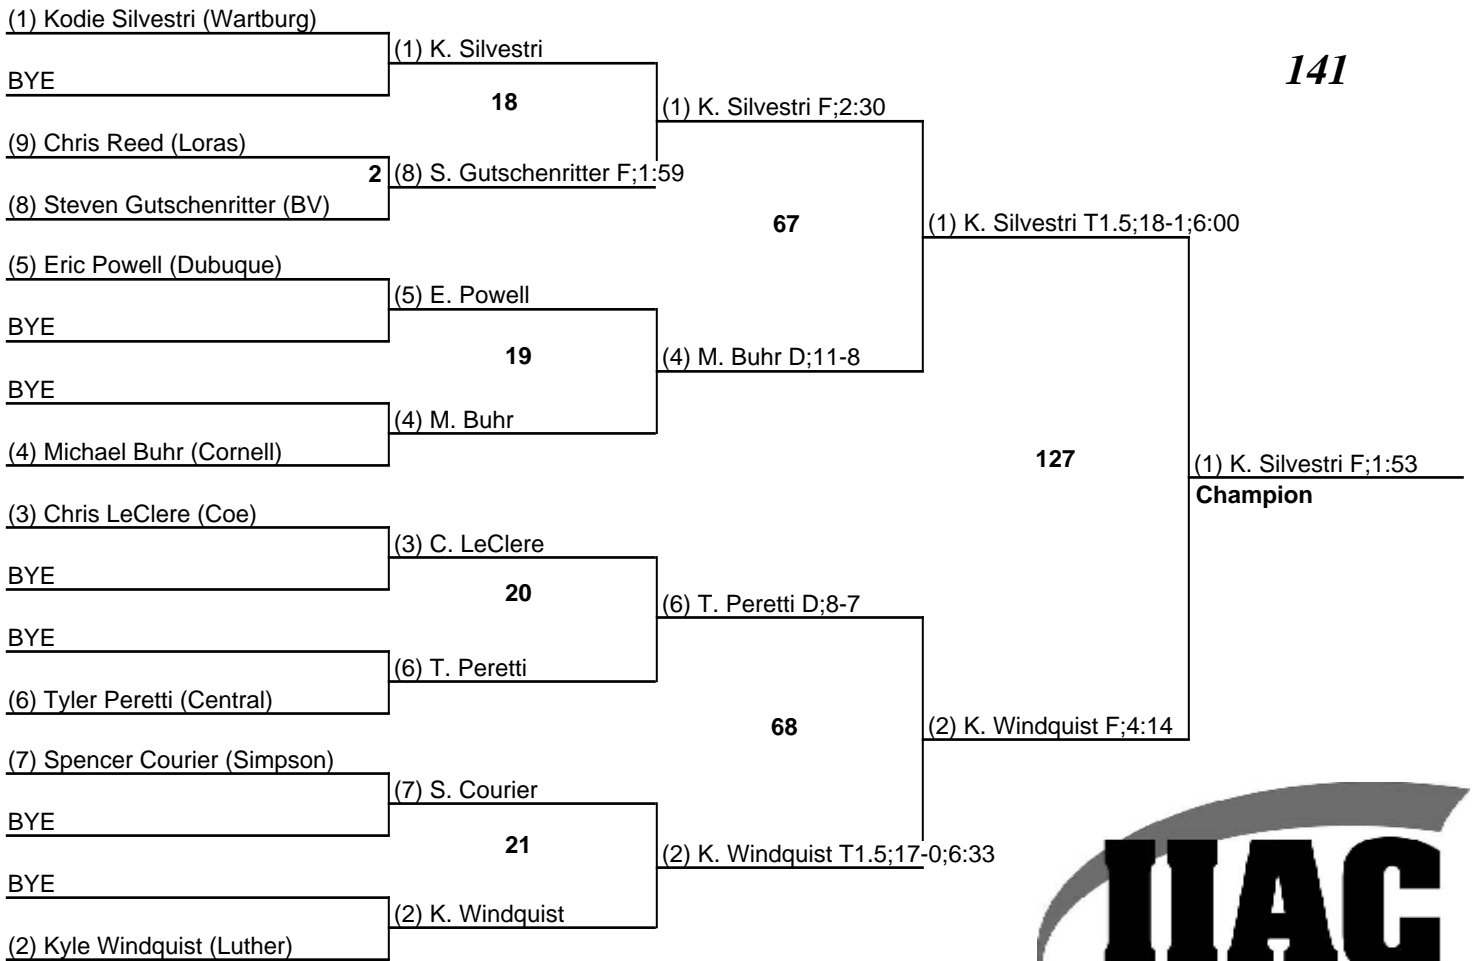 (1) Kodie Silvestri (Wartburg)
BYE
(9) Chris Reed (Loras)
(8) Steven Gutschenritter (BV)
(5) Eric Powell (Dubuque)
BYE
BYE
(4) Michael Buhr (Cornell)
(3) Chris LeClere (Coe)
BYE
BYE
(6) Tyler Peretti (Central)
(7) Spencer Courier (Simpson)
BYE
BYE
(2) Kyle Windquist (Luther)
(1) K. Silvestri
18
2
(8) S. Gutschenritter F;1:59
(5) E. Powell
19
(4) M. Buhr
(3) C. LeClere
20
(6) T. Peretti
(7) S. Courier
21
(2) K. Windquist
(1) K. Silvestri F;2:30
67
(4) M. Buhr D;11-8
(6) T. Peretti D;8-7
68
(2) K. Windquist T1.5;17-0;6:33
(1) K. Silvestri T1.5;18-1;6:00
127
(2) K. Windquist F;4:14
141
(1) K. Silvestri F;1:53
Champion
IIAC